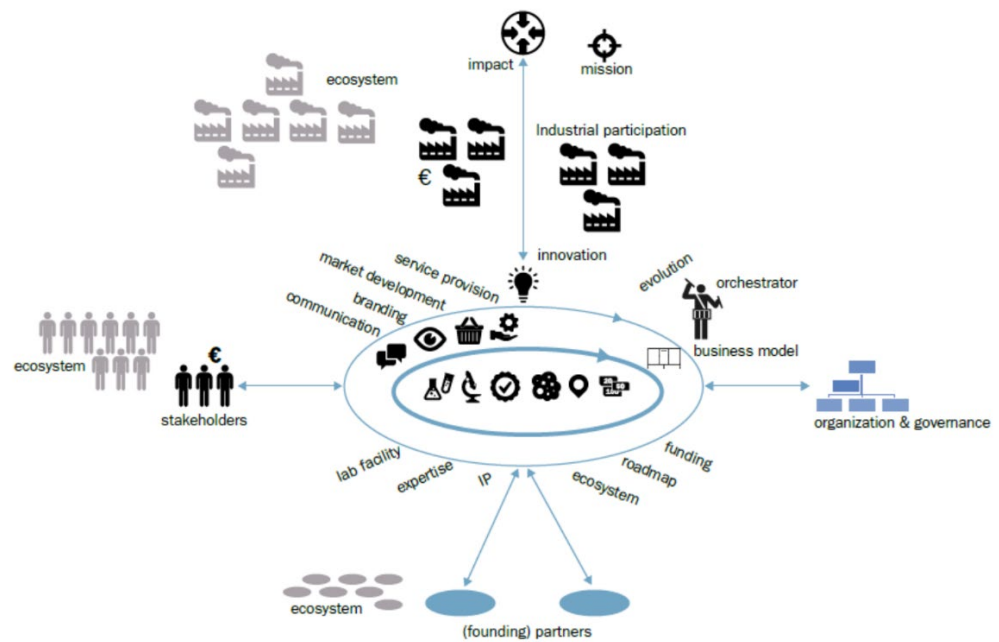 impact
mission
ecosystem
Industrial participation
€
innovation
service provision
market development
branding
communication
evolution
orchestrator
business model
ecosystem
€
stakeholders
organization & governance
lab facility
expertise
IP
ecosystem
roadmap
funding
ecosystem
(founding) partners